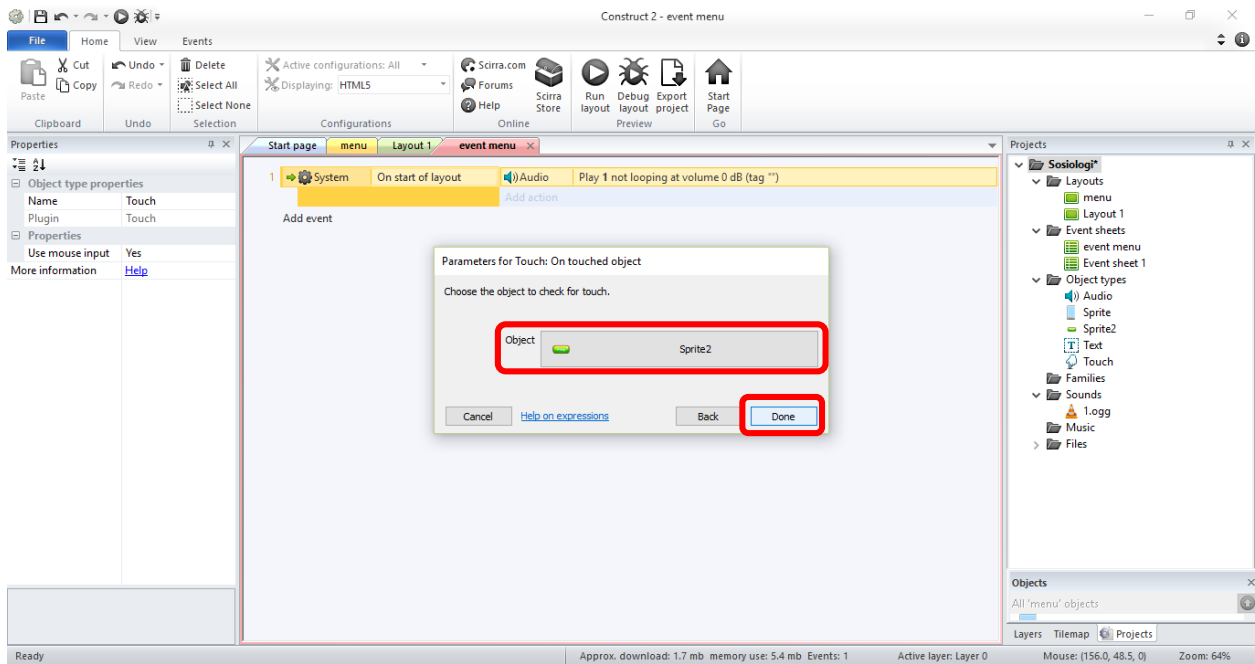 Construct 2 - event menu
File Home View Events
Paste
Cut
Copy
Clipboard
Undo
Redo
Undo
Delete
Select All
Select None
Selection
Active configurations: All
Displaying: HTML5
Configurations
Scirra.com
Forums
Help
Scirra Store
Online
Run layout
Debug layout
Export project
Preview
Start Page
Go
Properties
Object type properties
Name Touch
Plugin Touch
Properties
Use mouse input Yes
More information Help
Start page menu Layout 1 event menu
1 System On start of layout Audio Play 1 not looping at volume 0 dB (tag "")
Add action
Add event
Parameters for Touch: On touched object
Choose the object to check for touch.
Object Sprite2
Cancel Help on expressions Back Done
Projects
Sosiologi*
Layouts
menu
Layout 1
Event sheets
event menu
Event sheet 1
Object types
Audio
Sprite
Sprite2
Text
Touch
Families
Sounds
1.ogg
Music
Files
Objects
All 'menu' objects
Layers Tilemap Projects
Ready Approx. download: 1.7 mb memory use: 5.4 mb Events: 1 Active layer: Layer 0 Mouse: (156.0, 48.5, 0) Zoom: 64%